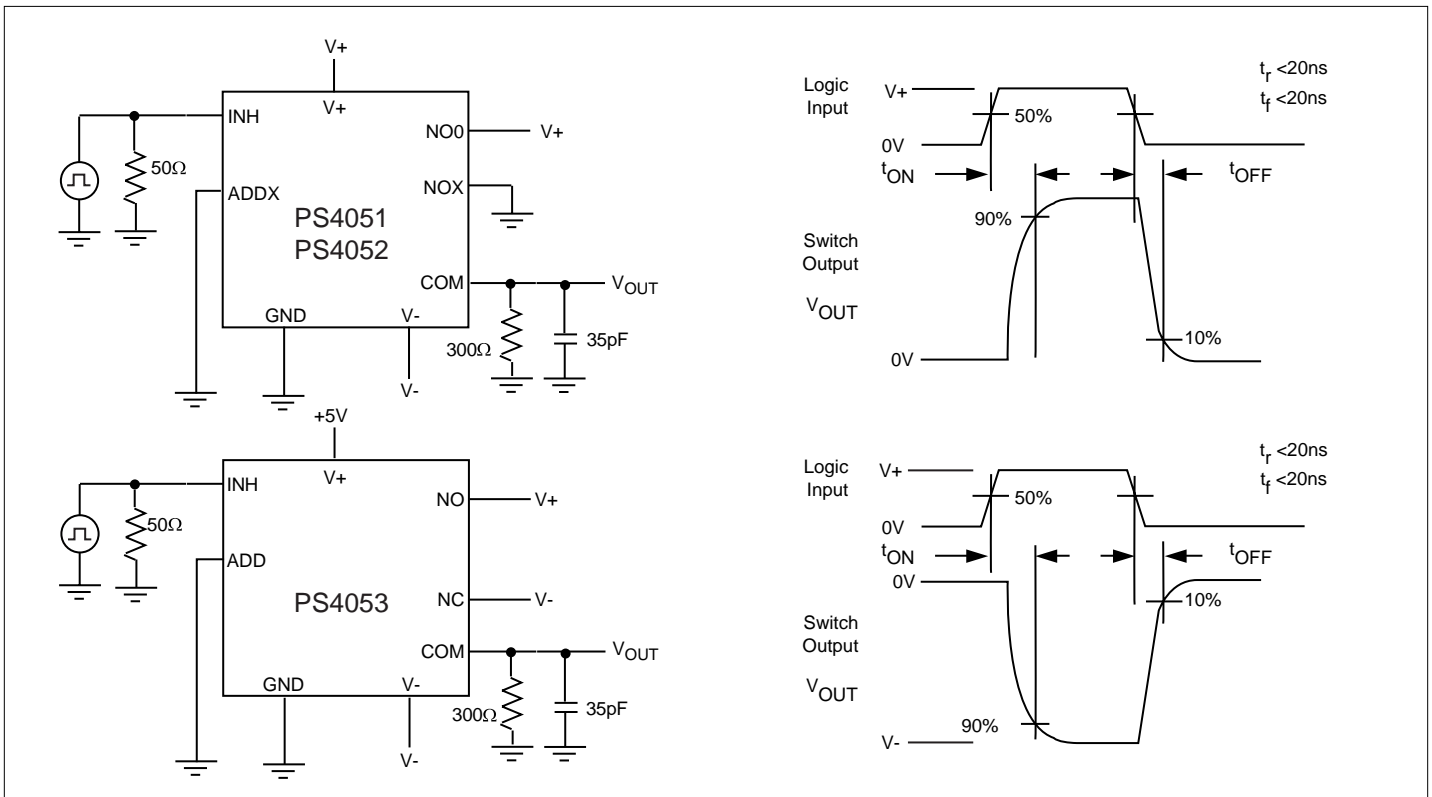 V+
V+
INH
NO0
V+
50Ω
ADDX
NOX
PS4051
PS4052
COM
VOUT
GND
V-
300Ω
35pF
V-
Logic
Input
V+
0V
50%
tr <20ns
tf <20ns
tON
tOFF
90%
Switch
Output
VOUT
10%
0V
+5V
V+
INH
NO
V+
50Ω
ADD
PS4053
NC
V-
COM
VOUT
GND
V-
300Ω
35pF
V-
Logic
Input
V+
0V
50%
tr <20ns
tf <20ns
tON
tOFF
0V
10%
Switch
Output
VOUT
90%
V-